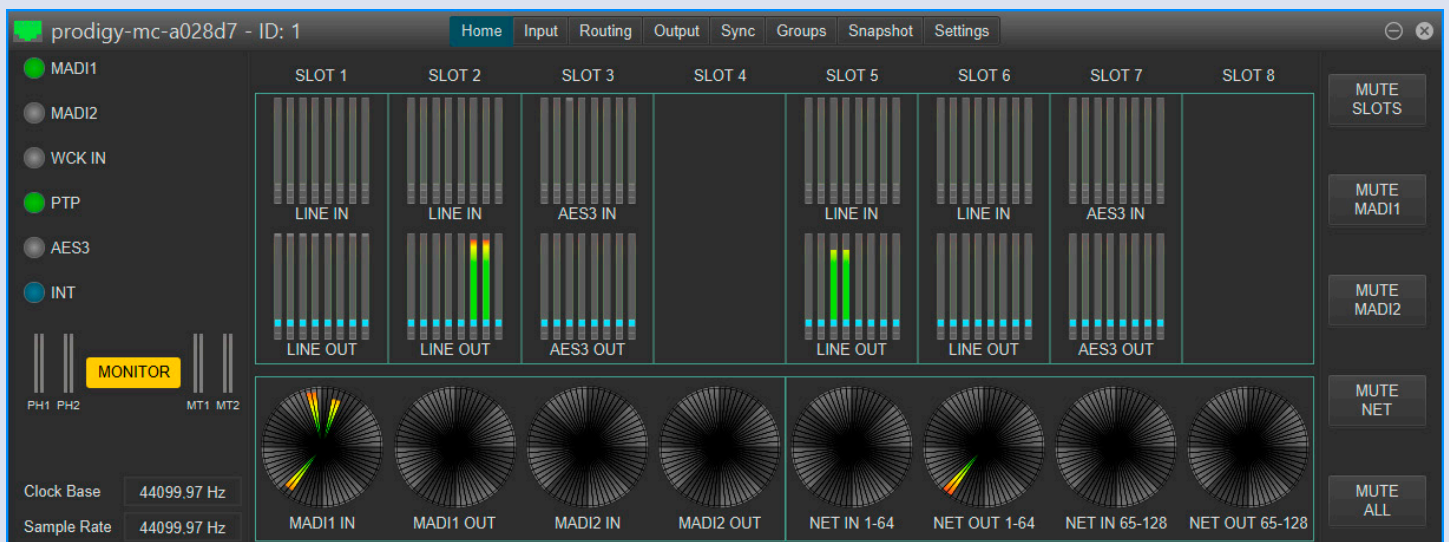 prodigy-mc-a028d7 - ID: 1
Home Input Routing Output Sync Groups Snapshot Settings
MADI1
MADI2
WCK IN
PTP
AES3
INT
PH1 PH2
MONITOR
MT1 MT2
Clock Base 44099,97 Hz
Sample Rate 44099,97 Hz
SLOT 1 SLOT 2 SLOT 3 SLOT 4 SLOT 5 SLOT 6 SLOT 7 SLOT 8
LINE IN LINE IN AES3 IN LINE IN LINE IN AES3 IN
LINE OUT LINE OUT AES3 OUT LINE OUT LINE OUT AES3 OUT
MADI1 IN MADI1 OUT MADI2 IN MADI2 OUT NET IN 1-64 NET OUT 1-64 NET IN 65-128 NET OUT 65-128
MUTE
SLOTS
MUTE
MADI1
MUTE
MADI2
MUTE
NET
MUTE
ALL